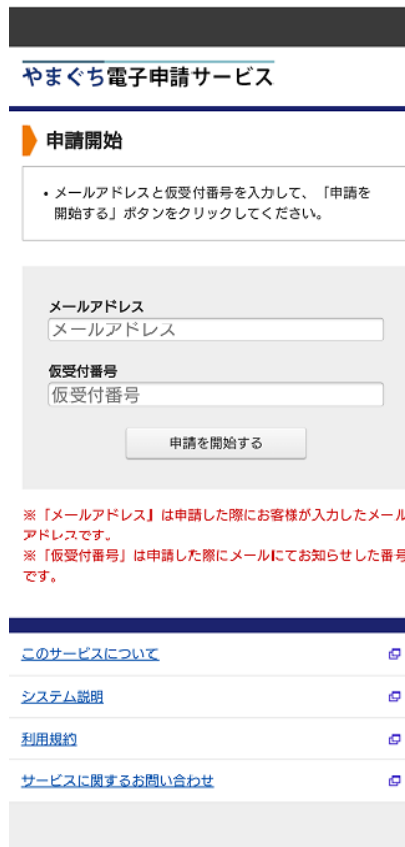 やまぐち電子申請サービス
申請開始
・メールアドレスと仮受付番号を入力して、「申請を
開始する」ボタンをクリックしてください。
メールアドレス
メールアドレス
仮受付番号
仮受付番号
申請を開始する
※「メールアドレス」は申請した際にお客様が入力したメール
アドレスです。
※「仮受付番号」は申請した際にメールにてお知らせした番号
です。
このサービスについて
システム説明
利用規約
サービスに関するお問い合わせ